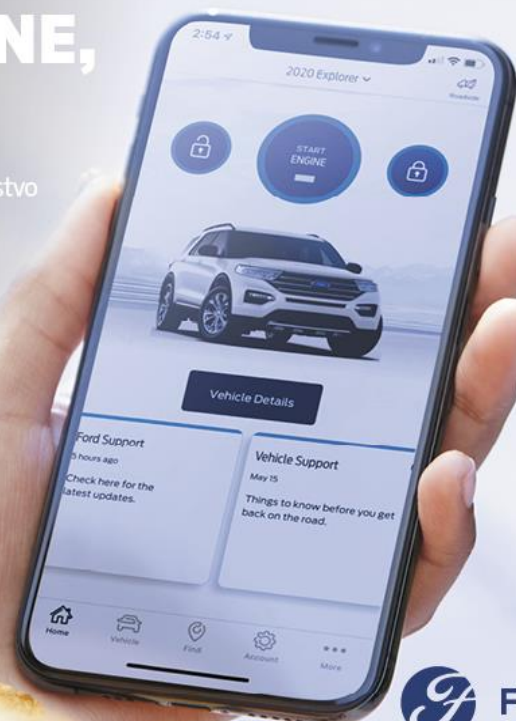 NE,
stvo
2:54
2020 Explorer
Roadside
START
ENGINE
Vehicle Details
Ford Support
5 hours ago
Check here for the
latest updates.
Vehicle Support
May 15
Things to know before you get
back on the road.
Home
Vehicle
Find
Account
More
F